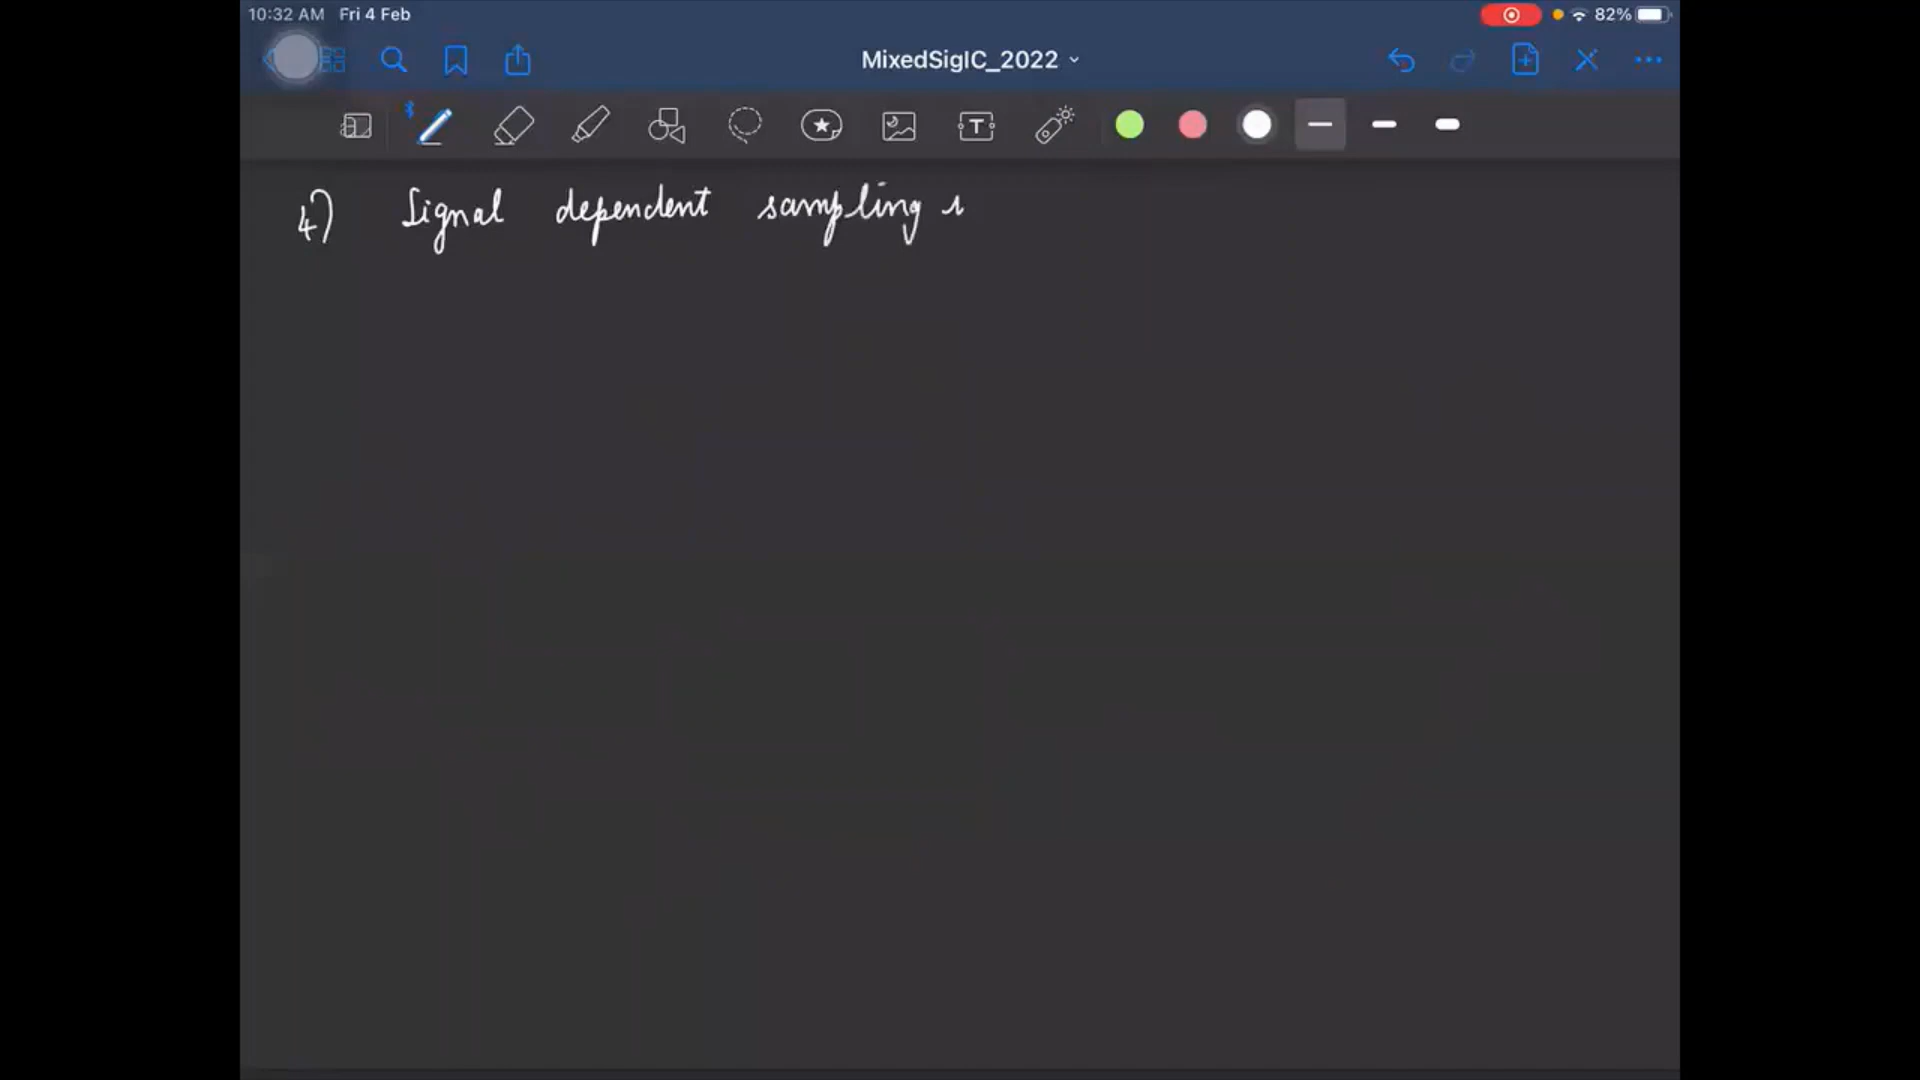 10:32 AM Fri 4 Feb
82%
MixedSigIC_2022
T
4) Signal dependent sampling i